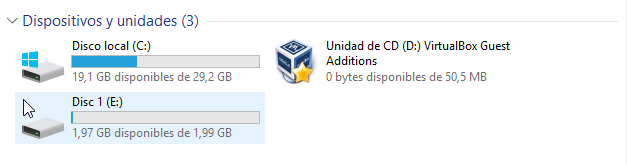 Dispositivos y unidades (3)
Disco local (C:)
19,1 GB disponibles de 29,2 GB
Unidad de CD (D:) VirtualBox Guest
Additions
0 bytes disponibles de 50,5 MB
Disc 1 (E:)
1,97 GB disponibles de 1,99 GB